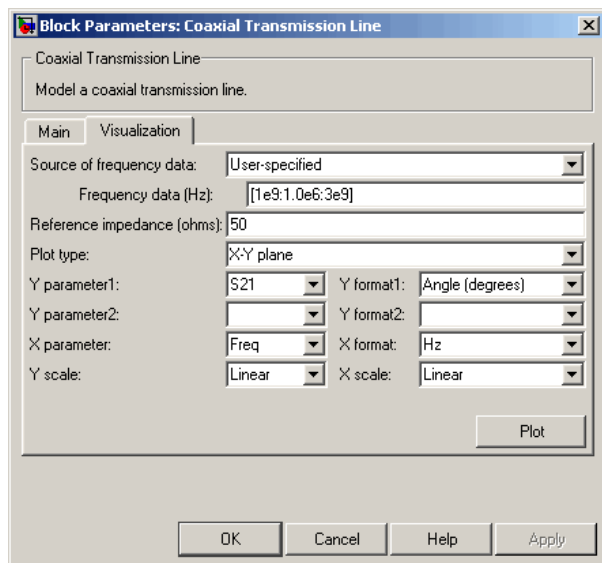 Block Parameters: Coaxial Transmission Line
Coaxial Transmission Line
Model a coaxial transmission line.
Main Visualization
Source of frequency data: User-specified
Frequency data (Hz): [1e9:1.0e6:3e9]
Reference impedance (ohms): 50
Plot type: X-Y plane
Y parameter1: S21 Y format1: Angle (degrees)
Y parameter2: Y format2:
X parameter: Freq X format: Hz
Y scale: Linear X scale: Linear
Plot
OK Cancel Help Apply